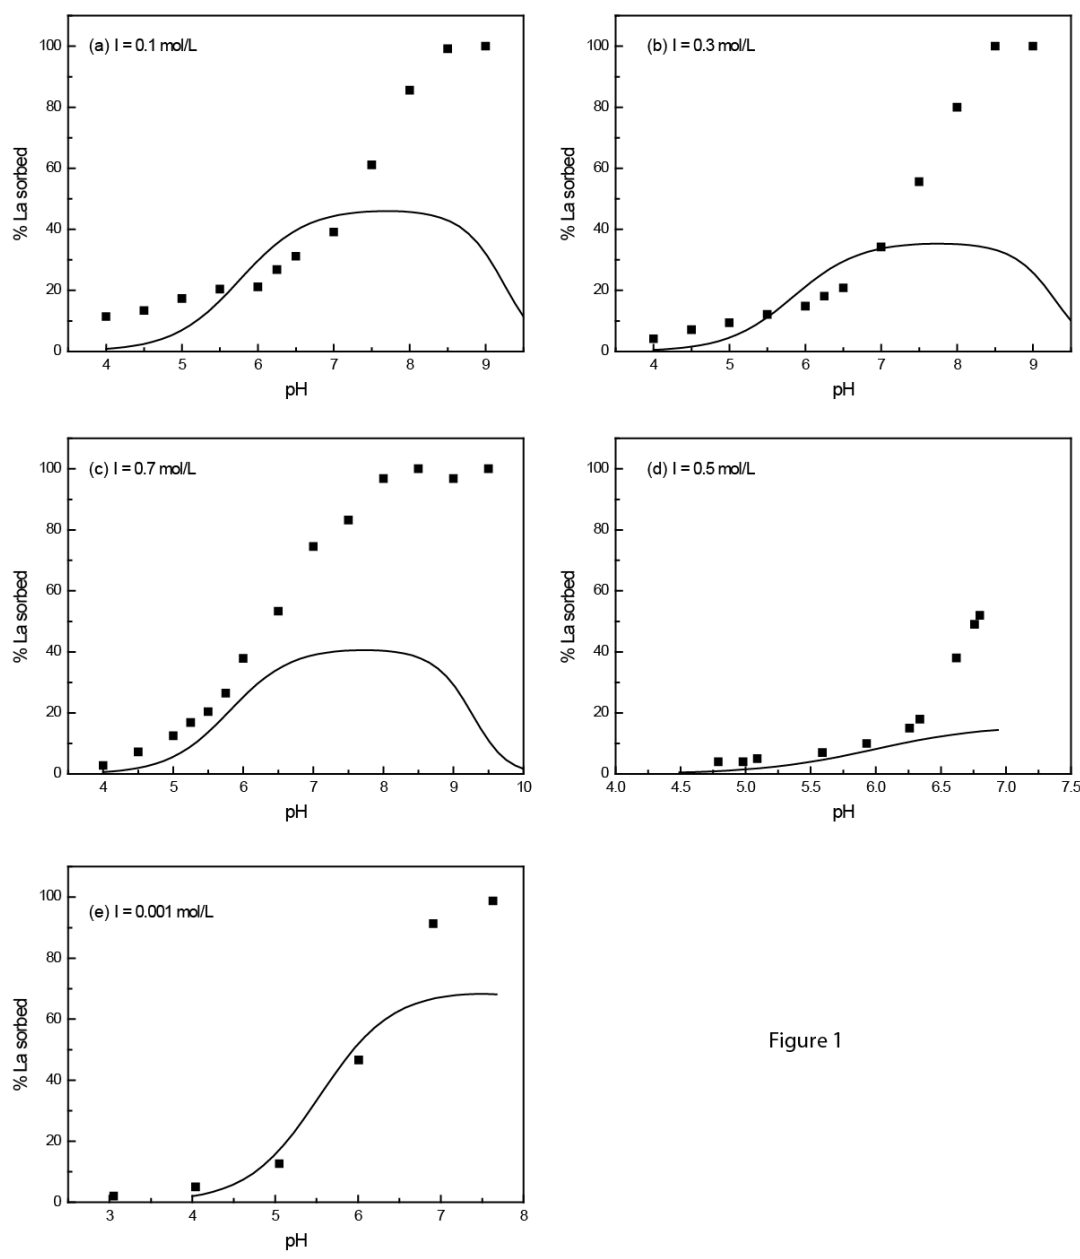 (a) I = 0.1 mol/L
% La sorbed
100
80
60
40
20
0
4 5 6 7 8 9
pH
(b) I = 0.3 mol/L
% La sorbed
100
80
60
40
20
0
4 5 6 7 8 9
pH
(c) I = 0.7 mol/L
% La sorbed
100
80
60
40
20
0
4 5 6 7 8 9 10
pH
(d) I = 0.5 mol/L
% La sorbed
100
80
60
40
20
0
4.0 4.5 5.0 5.5 6.0 6.5 7.0 7.5
pH
(e) I = 0.001 mol/L
% La sorbed
100
80
60
40
20
0
3 4 5 6 7 8
pH
Figure 1